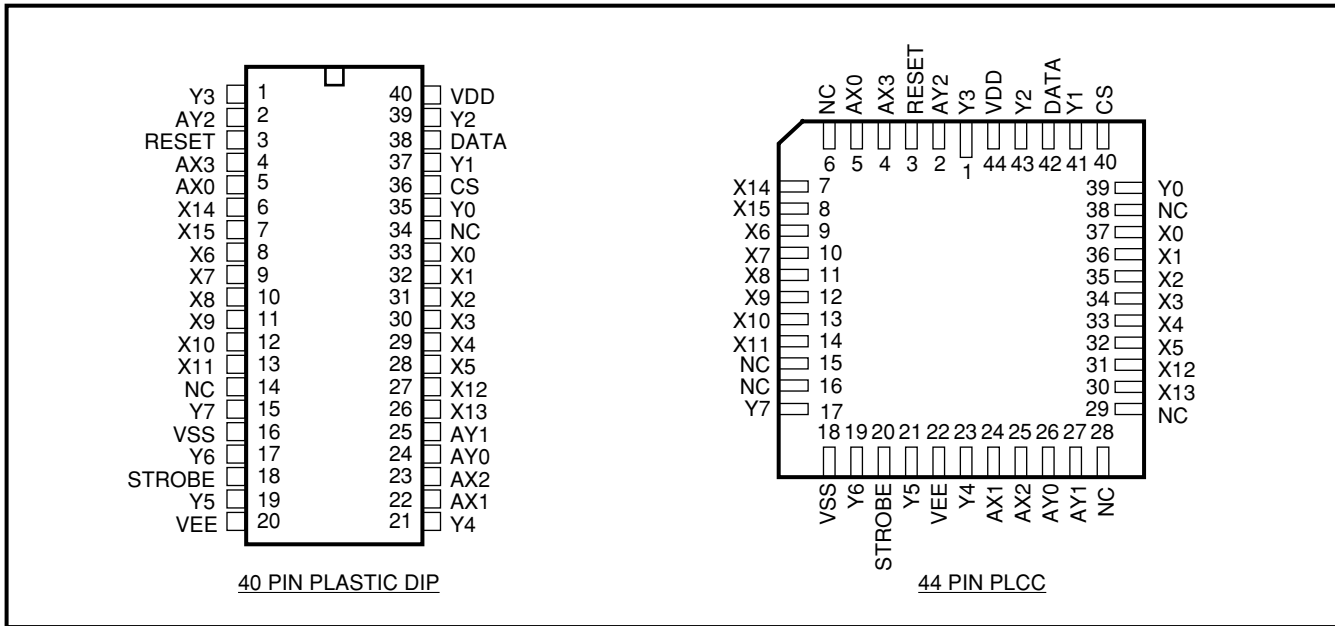 Y3 1 40 VDD
AY2 2 39 Y2
RESET 3 38 DATA
AX3 4 37 Y1
AX0 5 36 CS
X14 6 35 Y0
X15 7 34 NC
X6 8 33 X0
X7 9 32 X1
X8 10 31 X2
X9 11 30 X3
X10 12 29 X4
X11 13 28 X5
NC 14 27 X12
Y7 15 26 X13
VSS 16 25 AY1
Y6 17 24 AY0
STROBE 18 23 AX2
Y5 19 22 AX1
VEE 20 21 Y4
40 PIN PLASTIC DIP
NC AX0 AX3 RESET AY2 Y3 VDD Y2 DATA Y1 CS
6 5 4 3 2 1 44 43 42 41 40
X14 7 39 Y0
X15 8 38 NC
X6 9 37 X0
X7 10 36 X1
X8 11 35 X2
X9 12 34 X3
X10 13 33 X4
X11 14 32 X5
NC 15 31 X12
NC 16 30 X13
Y7 17 29 NC
18 19 20 21 22 23 24 25 26 27 28
VSS Y6 STROBE Y5 VEE Y4 AX1 AX2 AY0 AY1 NC
44 PIN PLCC